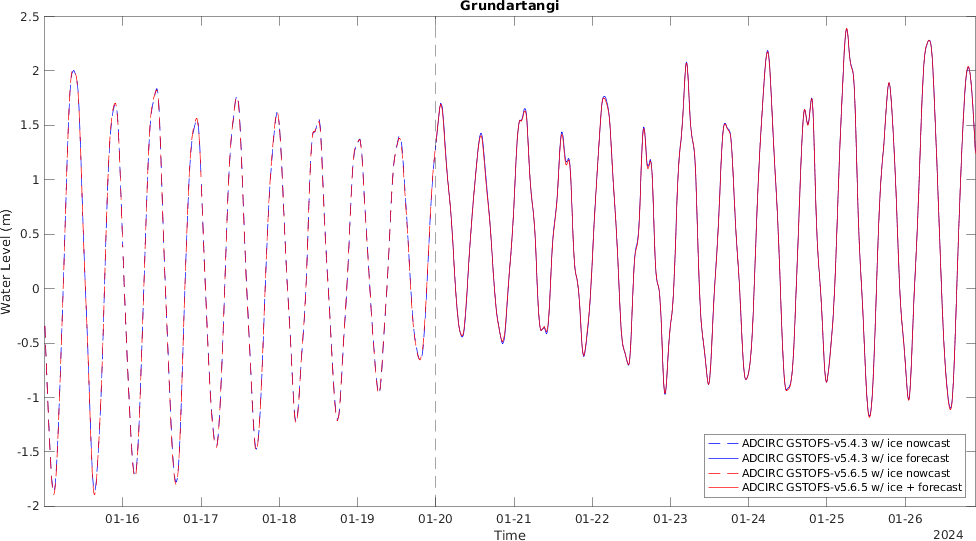 Grundartangi
2.5
2
1.5
1
0.5
0
-0.5
-1
-1.5
-2
Water Level (m)
01-16 01-17 01-18 01-19 01-20 01-21 01-22 01-23 01-24 01-25 01-26
Time
2024
ADCIRC GSTOFS-v5.4.3 w/ ice nowcast
ADCIRC GSTOFS-v5.4.3 w/ ice forecast
ADCIRC GSTOFS-v5.6.5 w/ ice nowcast
ADCIRC GSTOFS-v5.6.5 w/ ice + forecast